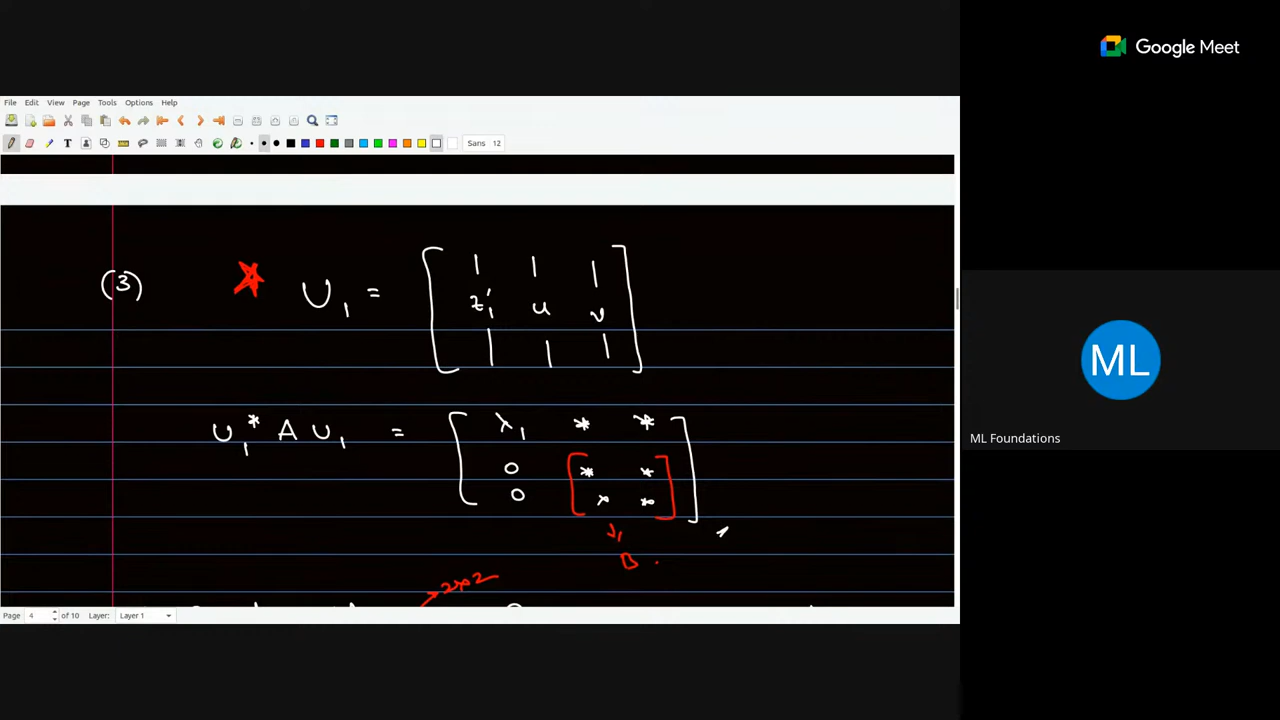 Google Meet
File Edit View Page Tools Options Help
T Sans 12
(3) ★ U₁ = [ | | |
z₁' u v
| | | ]
U₁* A U₁ = [ λ₁ * *
0 [ * *
0 * * ] ]
B
→ 2x2
ML
ML Foundations
Page 4 of 10 Layer: Layer 1